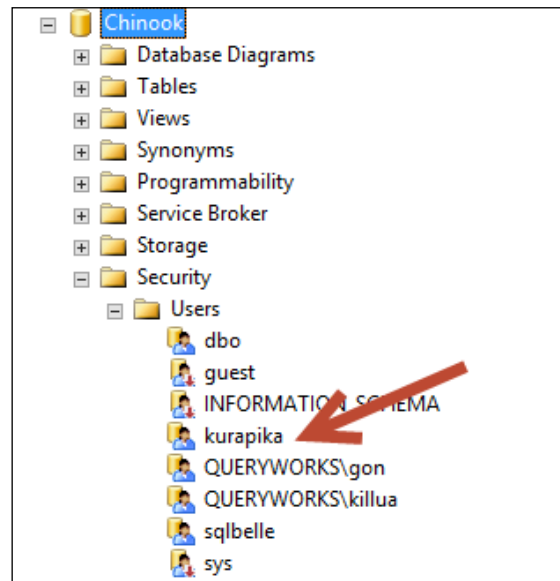 Chinook
Database Diagrams
Tables
Views
Synonyms
Programmability
Service Broker
Storage
Security
Users
dbo
guest
INFORMATION_SCHEMA
kurapika
QUERYWORKS\gon
QUERYWORKS\killua
sqlbelle
sys